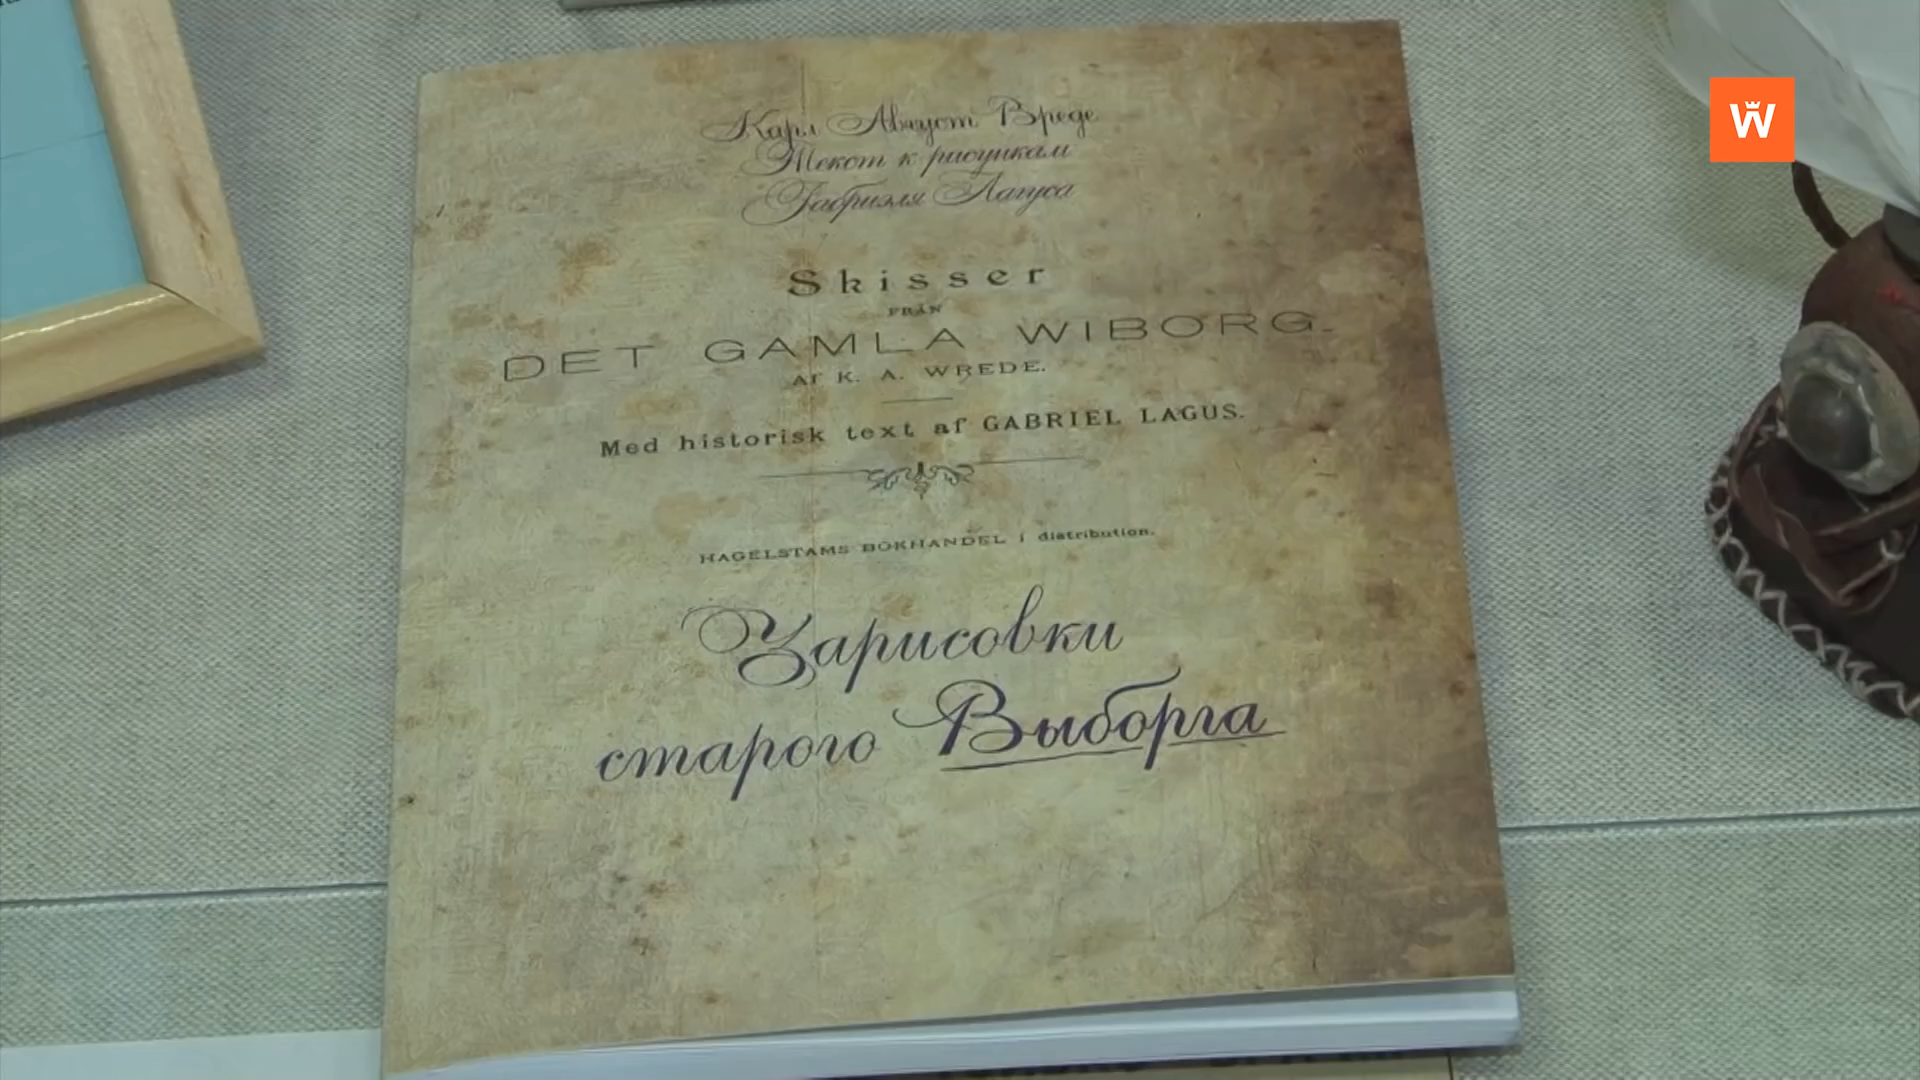 Карл Август Вреде
Текст к рисункам
Габриэля Лагуса
Skisser
FRÅN
DET GAMLA WIBORG.
AF K. A. WREDE.
Med historisk text af GABRIEL LAGUS.
HAGELSTAMS BOKHANDEL i distribution.
Зарисовки
старого Выборга
W